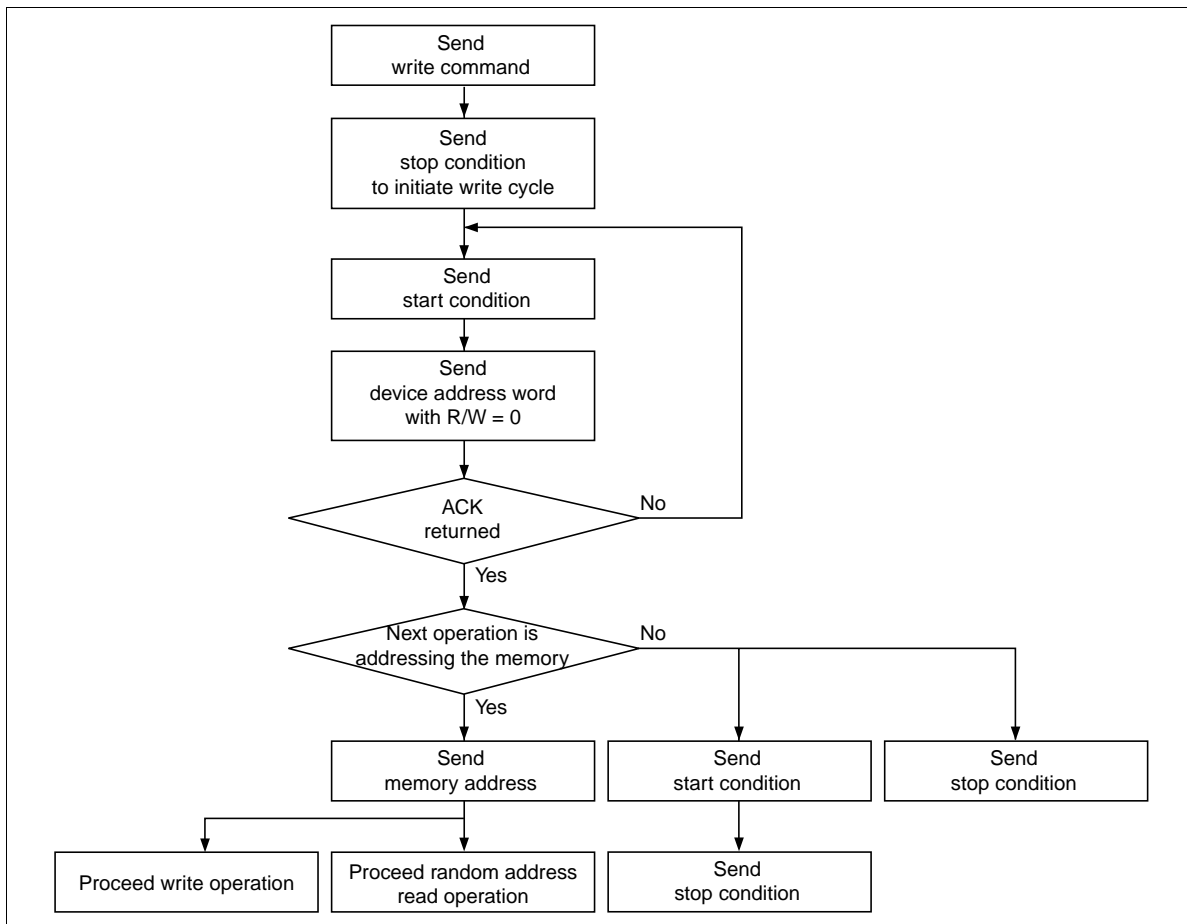 Send
write command
Send
stop condition
to initiate write cycle
Send
start condition
Send
device address word
with R/W = 0
ACK
returned
No
Yes
Next operation is
addressing the memory
No
Yes
Send
memory address
Send
start condition
Send
stop condition
Proceed write operation
Proceed random address
read operation
Send
stop condition